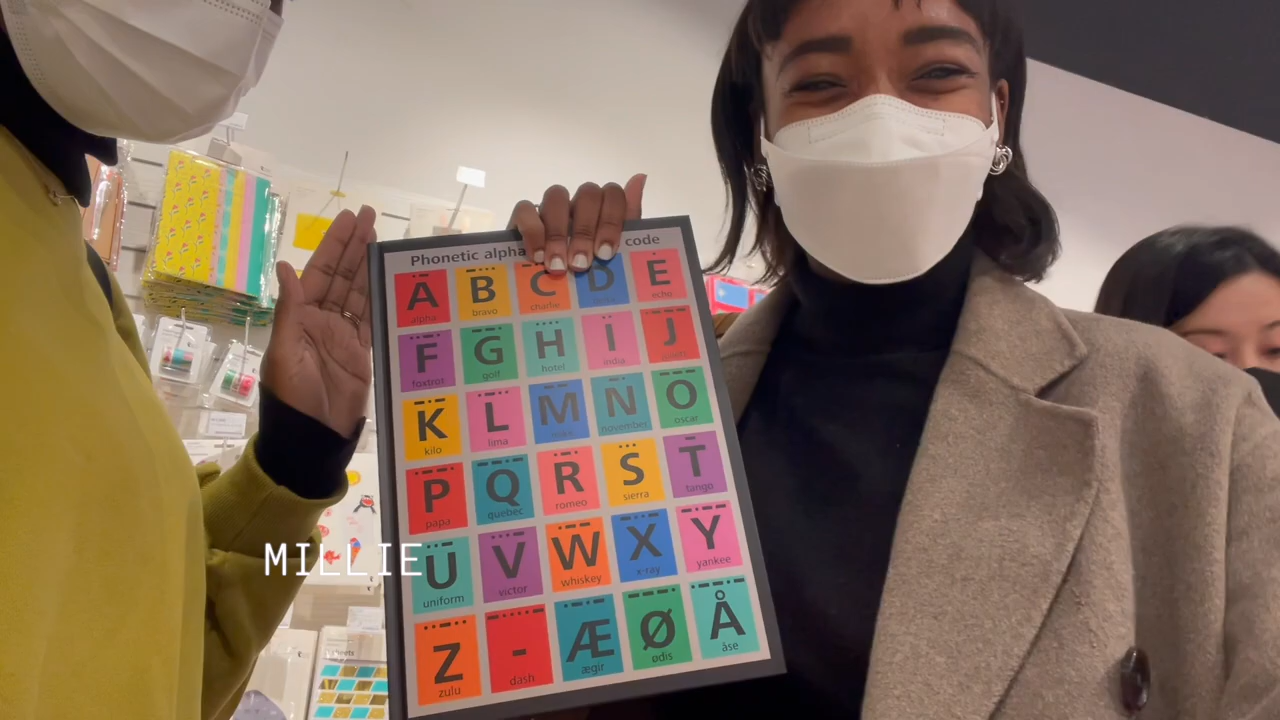 Phonetic alpha code
A B C D E
alpha bravo charlie echo
F G H I J
foxtrot golf hotel india
K L M N O
kilo lima november oscar
P Q R S T
papa quebec romeo sierra tango
MILLIE
U V W X Y
uniform victor whiskey x-ray yankee
Z - Æ Ø Å
zulu dash ægir ødis åse